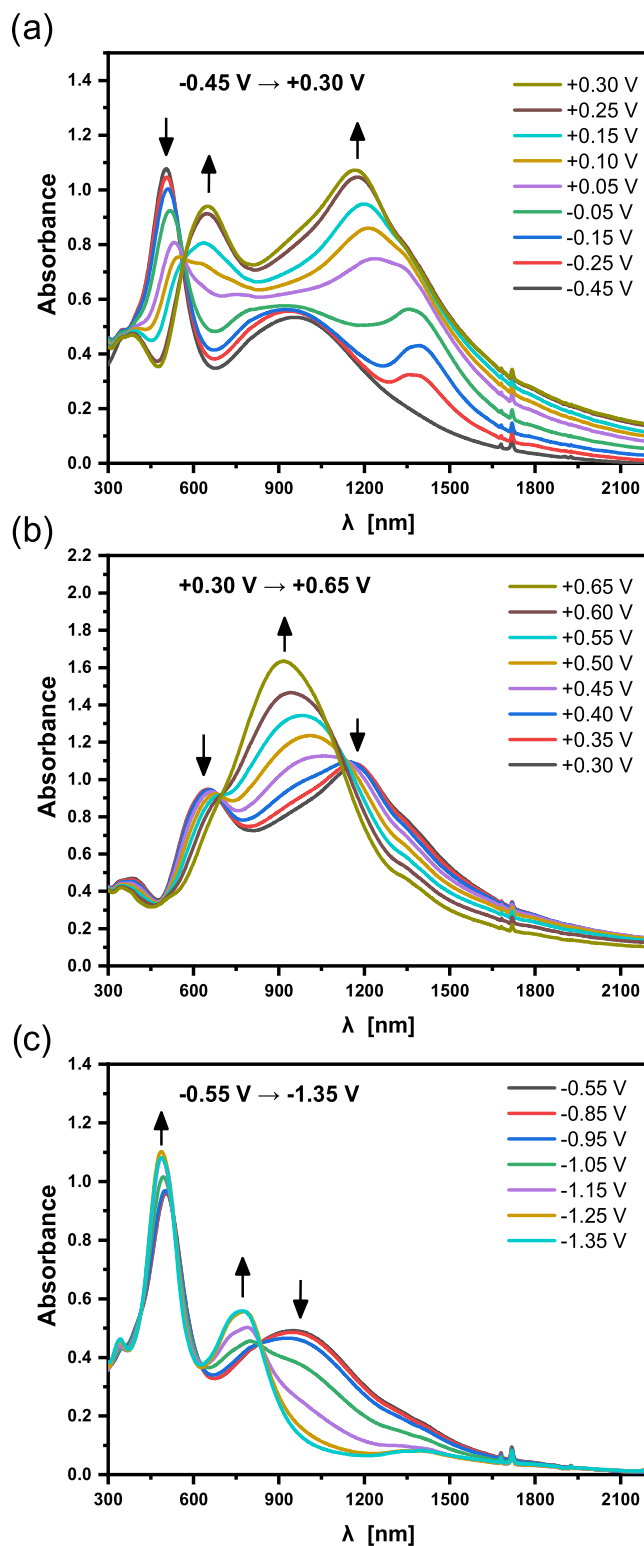 (a)
-0.45 V → +0.30 V
Absorbance
1.4
1.2
1.0
0.8
0.6
0.4
0.2
0.0
+0.30 V
+0.25 V
+0.15 V
+0.10 V
+0.05 V
-0.05 V
-0.15 V
-0.25 V
-0.45 V
300 600 900 1200 1500 1800 2100
λ [nm]
(b)
+0.30 V → +0.65 V
Absorbance
2.2
2.0
1.8
1.6
1.4
1.2
1.0
0.8
0.6
0.4
0.2
0.0
+0.65 V
+0.60 V
+0.55 V
+0.50 V
+0.45 V
+0.40 V
+0.35 V
+0.30 V
300 600 900 1200 1500 1800 2100
λ [nm]
(c)
-0.55 V → -1.35 V
Absorbance
1.4
1.2
1.0
0.8
0.6
0.4
0.2
0.0
-0.55 V
-0.85 V
-0.95 V
-1.05 V
-1.15 V
-1.25 V
-1.35 V
300 600 900 1200 1500 1800 2100
λ [nm]